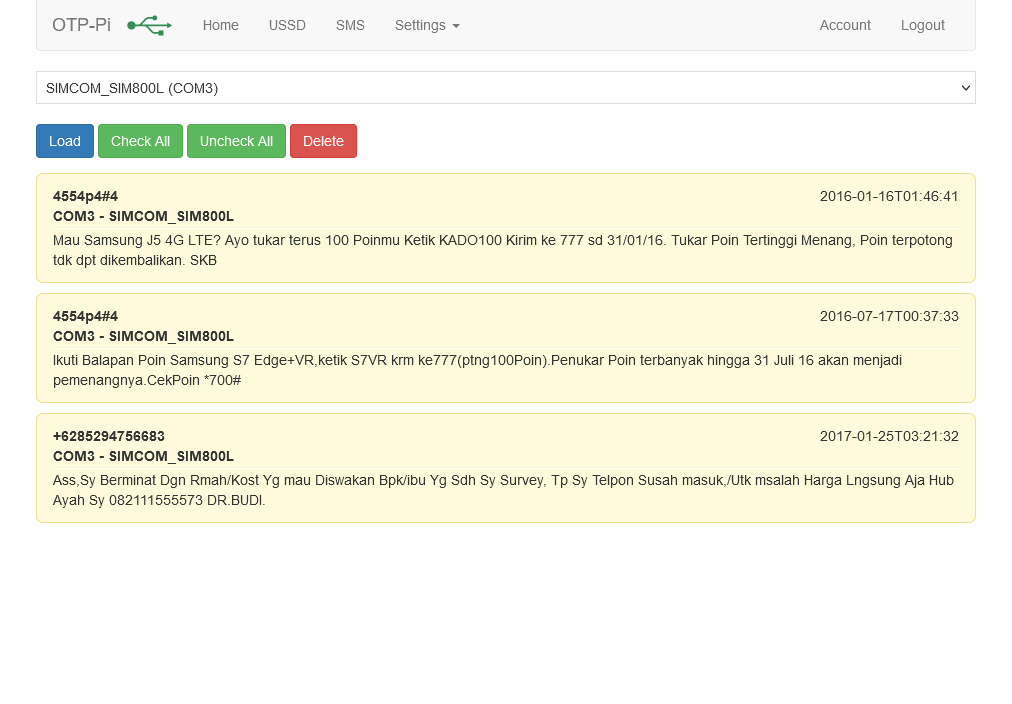 OTP-Pi Home USSD SMS Settings Account Logout
SIMCOM_SIM800L (COM3)
Load Check All Uncheck All Delete
4554p4#4 2016-01-16T01:46:41
COM3 - SIMCOM_SIM800L
Mau Samsung J5 4G LTE? Ayo tukar terus 100 Poinmu Ketik KADO100 Kirim ke 777 sd 31/01/16. Tukar Poin Tertinggi Menang, Poin terpotong
tdk dpt dikembalikan. SKB
4554p4#4 2016-07-17T00:37:33
COM3 - SIMCOM_SIM800L
Ikuti Balapan Poin Samsung S7 Edge+VR,ketik S7VR krm ke777(ptng100Poin).Penukar Poin terbanyak hingga 31 Juli 16 akan menjadi
pemenangnya.CekPoin *700#
+6285294756683 2017-01-25T03:21:32
COM3 - SIMCOM_SIM800L
Ass,Sy Berminat Dgn Rmah/Kost Yg mau Diswakan Bpk/ibu Yg Sdh Sy Survey, Tp Sy Telpon Susah masuk,/Utk msalah Harga Lngsung Aja Hub
Ayah Sy 082111555573 DR.BUDI.